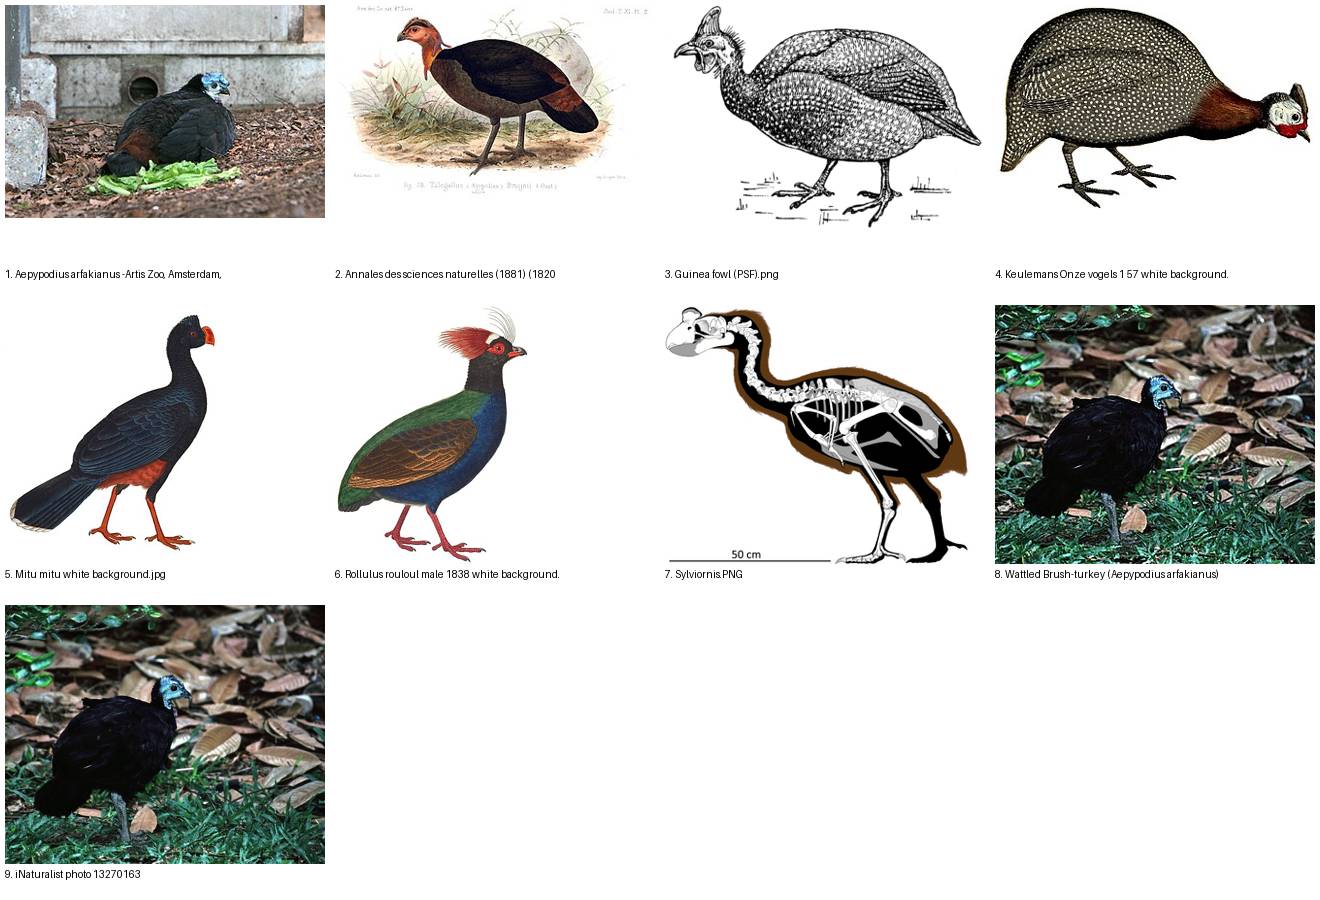 1. Aepypodius arfakianus -Artis Zoo, Amsterdam,
2. Annales des sciences naturelles (1881) (1820
3. Guinea fowl (PSF).png
4. Keulemans Onze vogels 1 57 white background.
5. Mitu mitu white background.jpg
6. Rollulus rouloul male 1838 white background.
50 cm
7. Sylviornis.PNG
8. Wattled Brush-turkey (Aepypodius arfakianus)
9. iNaturalist photo 13270163